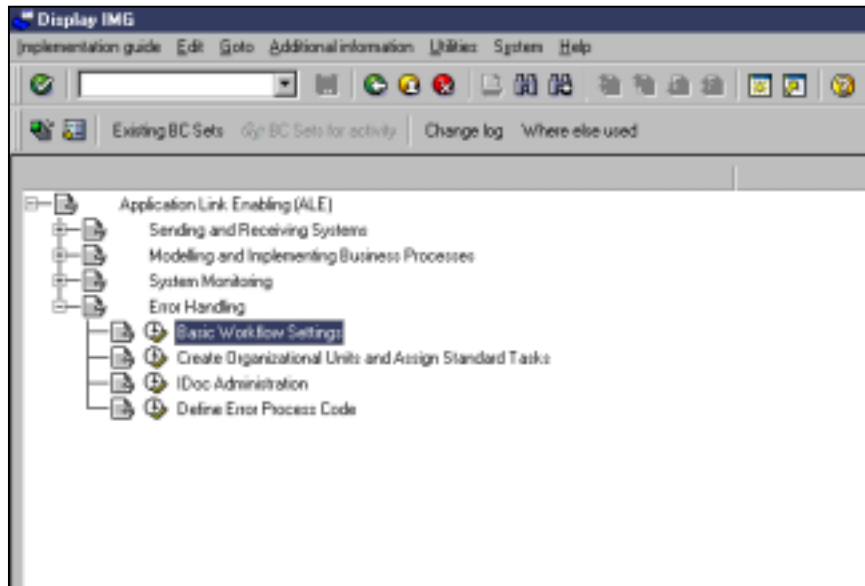 Display IMG
Implementation guide Edit Goto Additional information Utilities System Help
Existing BC Sets BC Sets for activity Change log Where else used
Application Link Enabling (ALE)
Sending and Receiving Systems
Modelling and Implementing Business Processes
System Monitoring
Error Handling
Basic Workflow Settings
Create Organizational Units and Assign Standard Tasks
IDoc Administration
Define Error Process Code